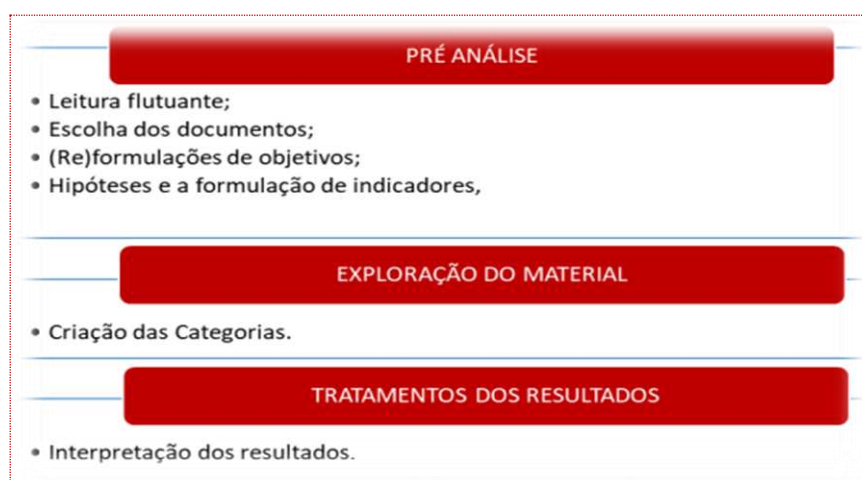 PRÉ ANÁLISE
• Leitura flutuante;
• Escolha dos documentos;
• (Re)formulações de objetivos;
• Hipóteses e a formulação de indicadores,
EXPLORAÇÃO DO MATERIAL
• Criação das Categorias.
TRATAMENTOS DOS RESULTADOS
• Interpretação dos resultados.